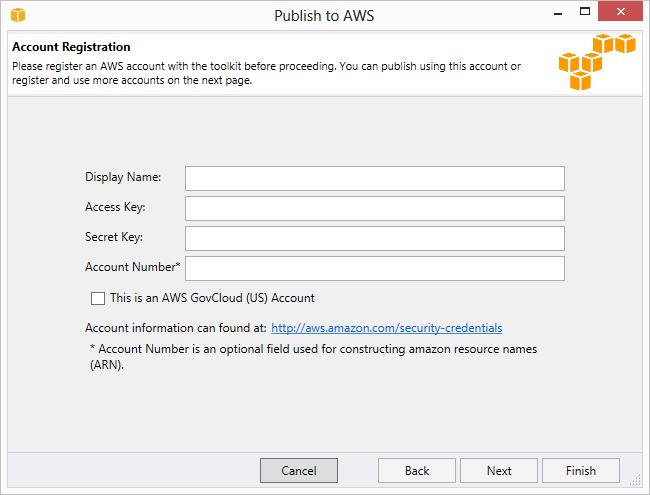 Publish to AWS
Account Registration
Please register an AWS account with the toolkit before proceeding. You can publish using this account or
register and use more accounts on the next page.
Display Name:
Access Key:
Secret Key:
Account Number*
This is an AWS GovCloud (US) Account
Account information can found at: http://aws.amazon.com/security-credentials
* Account Number is an optional field used for constructing amazon resource names
(ARN).
Cancel Back Next Finish